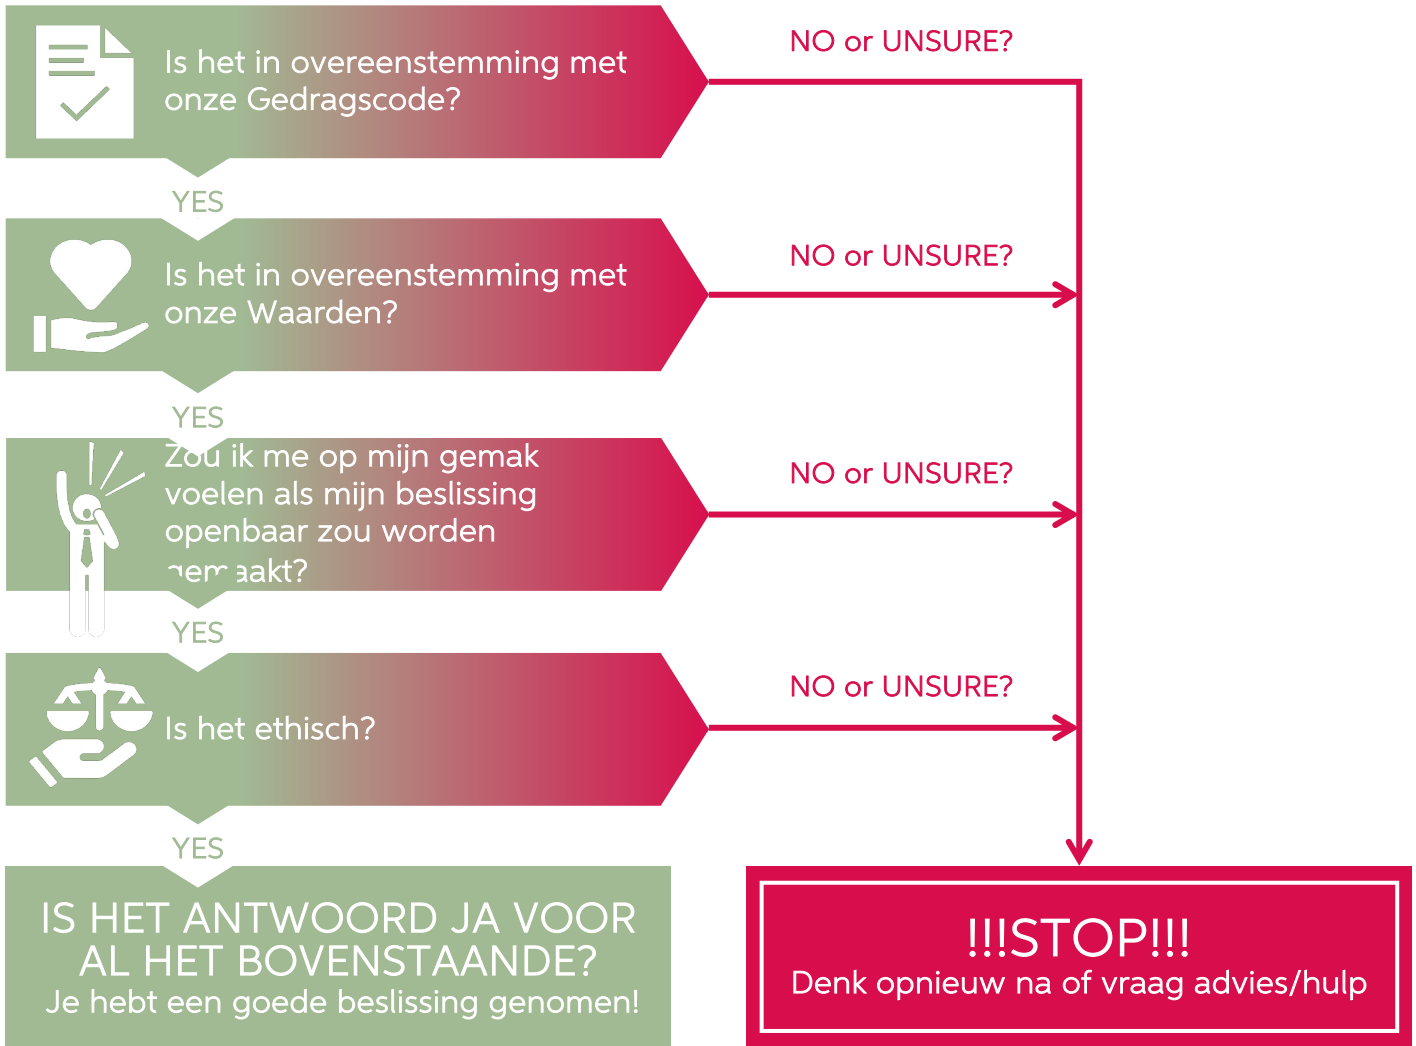 Is het in overeenstemming met
onze Gedragscode?
NO or UNSURE?
YES
Is het in overeenstemming met
onze Waarden?
NO or UNSURE?
YES
Zou ik me op mijn gemak
voelen als mijn beslissing
openbaar zou worden
gemaakt?
NO or UNSURE?
YES
Is het ethisch?
NO or UNSURE?
YES
IS HET ANTWOORD JA VOOR
AL HET BOVENSTAANDE?
Je hebt een goede beslissing genomen!
!!!STOP!!!
Denk opnieuw na of vraag advies/hulp